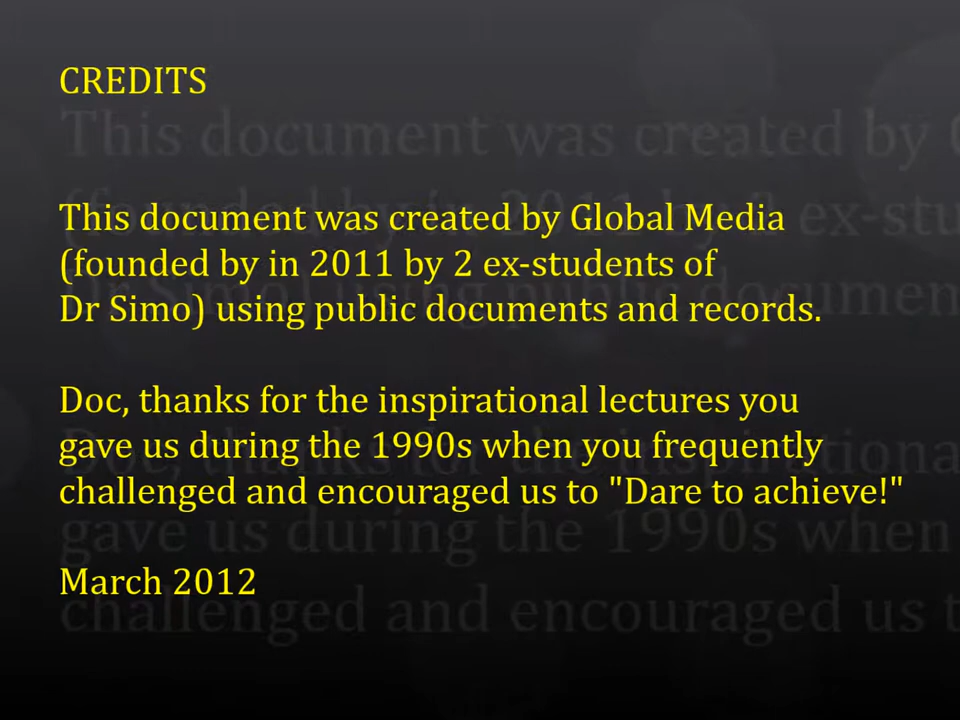 CREDITS
This document was created by Global Media
(founded by in 2011 by 2 ex-students of
Dr Simo) using public documents and records.
Doc, thanks for the inspirational lectures you
gave us during the 1990s when you frequently
challenged and encouraged us to "Dare to achieve!"
March 2012